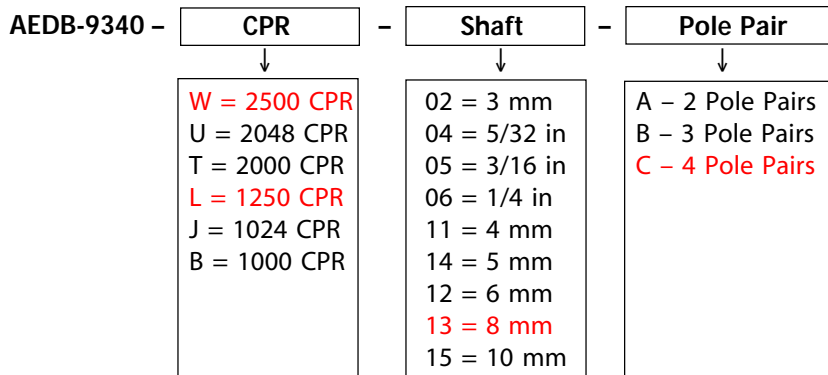 AEDB-9340 – CPR – Shaft – Pole Pair
W = 2500 CPR
U = 2048 CPR
T = 2000 CPR
L = 1250 CPR
J = 1024 CPR
B = 1000 CPR
02 = 3 mm
04 = 5/32 in
05 = 3/16 in
06 = 1/4 in
11 = 4 mm
14 = 5 mm
12 = 6 mm
13 = 8 mm
15 = 10 mm
A – 2 Pole Pairs
B – 3 Pole Pairs
C – 4 Pole Pairs